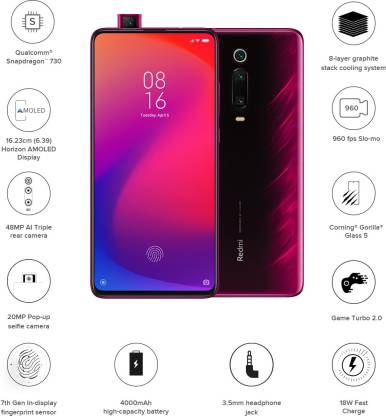 S
Qualcomm®
Snapdragon™ 730
AMOLED
16.23cm (6.39)
Horizon AMOLED
Display
48MP AI Triple
rear camera
20MP Pop-up
selfie camera
7th Gen In-display
fingerprint sensor
08
16
Tuesday, April 6
Redmi
4000mAh
high-capacity battery
3.5mm headphone
jack
8-layer graphite
stack cooling system
960
960 fps Slo-mo
Corning® Gorilla®
Glass 5
Game Turbo 2.0
18W Fast
Charge